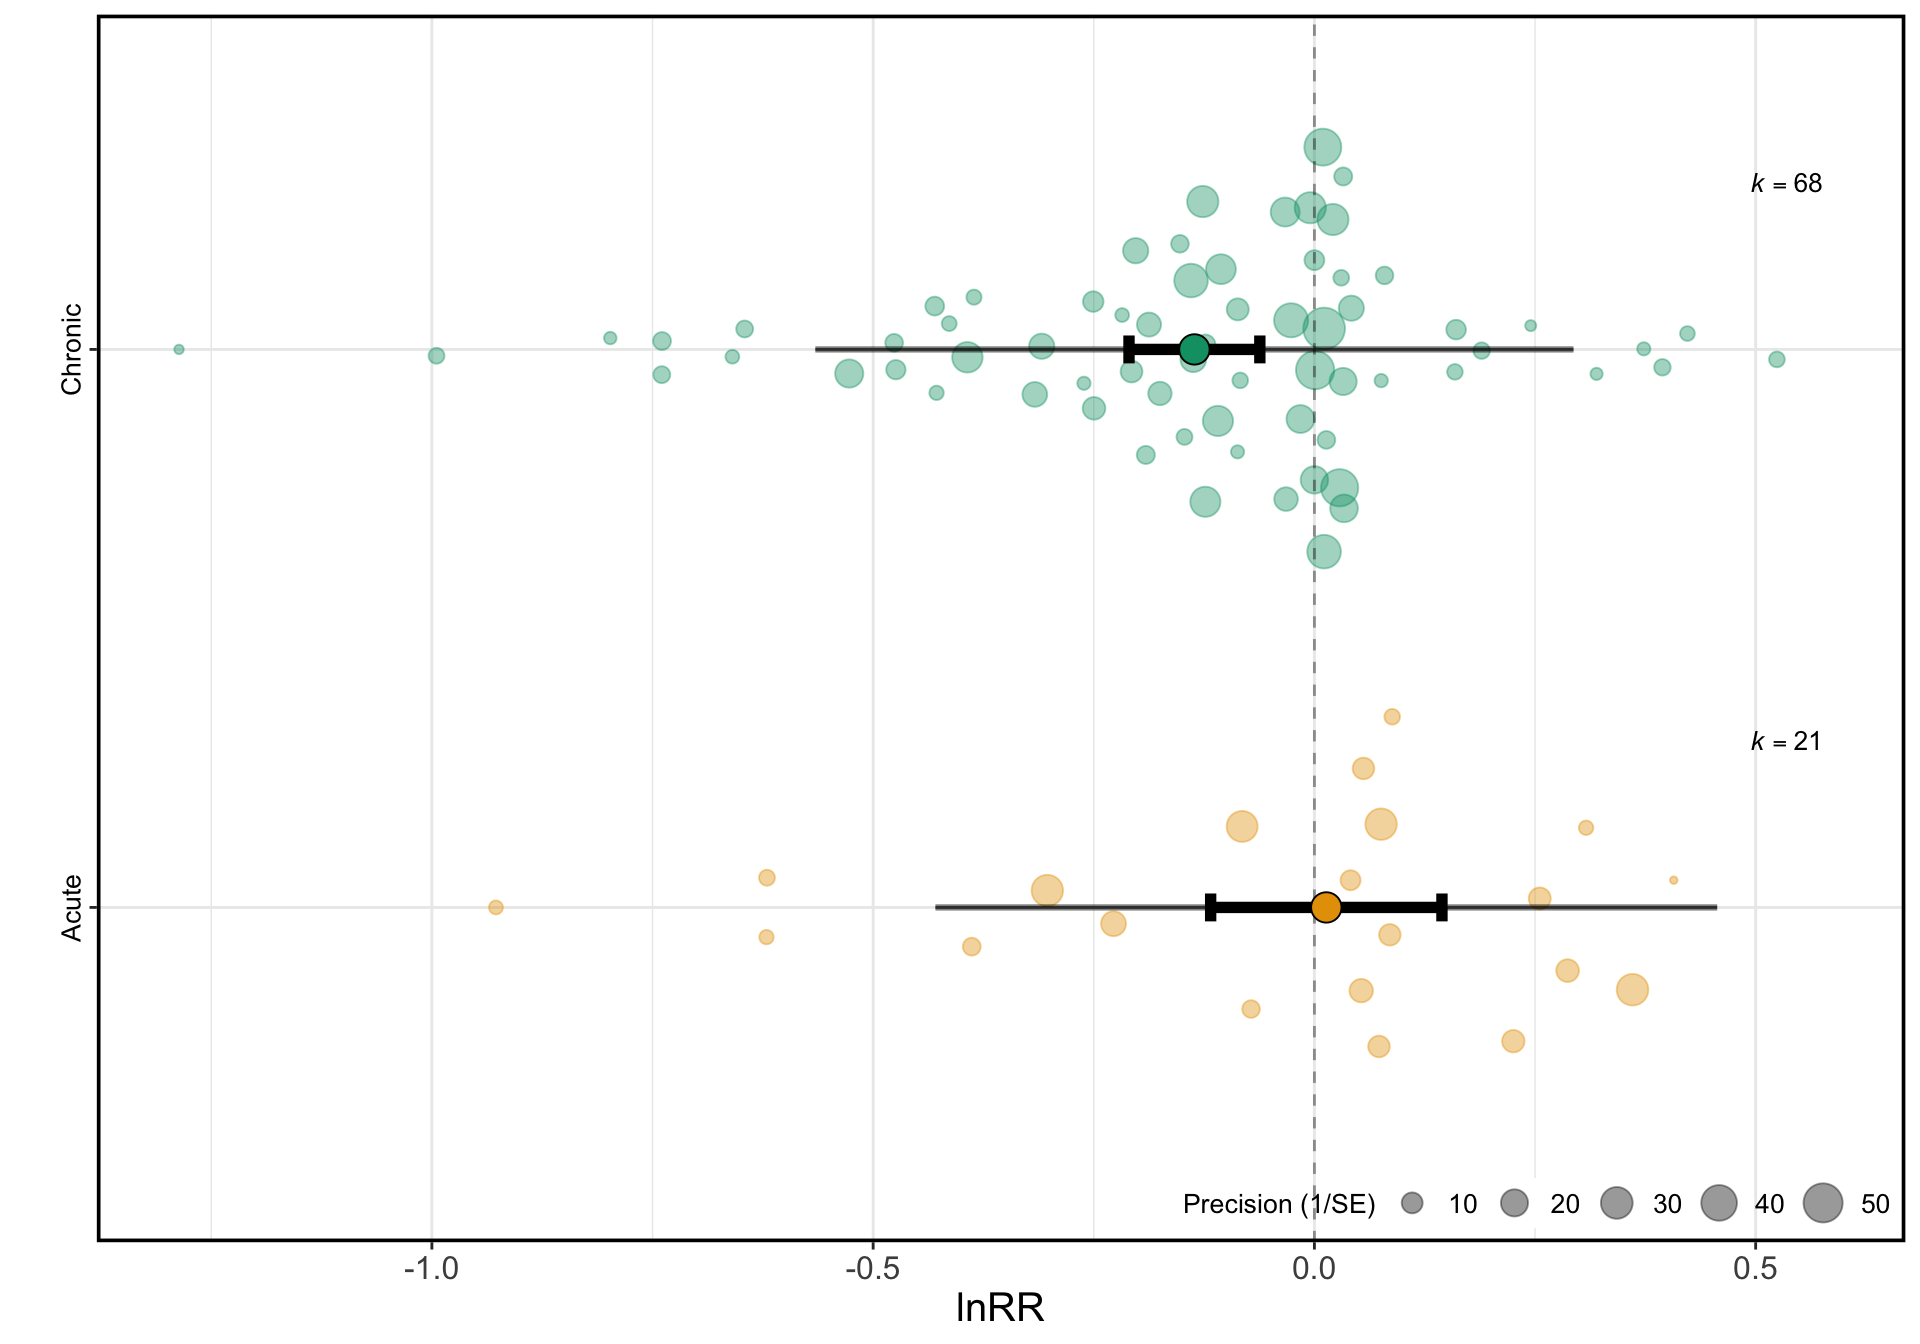 k = 68
Chronic
k = 21
Acute
Precision (1/SE) 10 20 30 40 50
-1.0 -0.5 0.0 0.5
lnRR